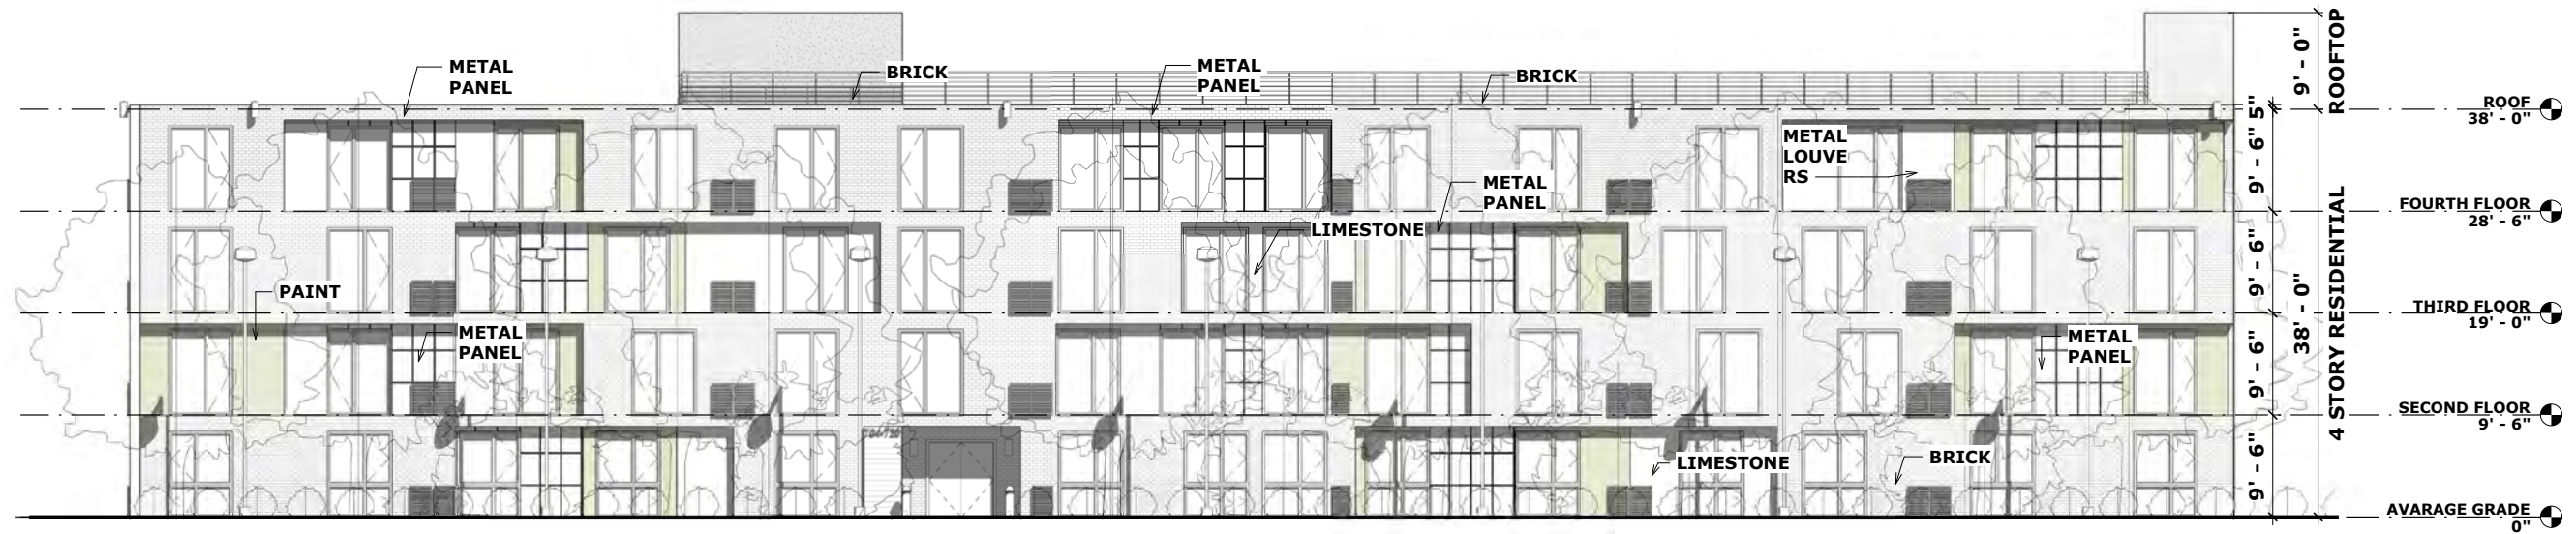 METAL
PANEL
BRICK
METAL
PANEL
BRICK
9' - 0"
ROOFTOP
ROOF
38' - 0"
5"
METAL
LOUVE
RS
9' - 6"
METAL
PANEL
FOURTH FLOOR
28' - 6"
LIMESTONE
9' - 6"
PAINT
38' - 0"
4 STORY RESIDENTIAL
THIRD FLOOR
19' - 0"
METAL
PANEL
METAL
PANEL
9' - 6"
SECOND FLOOR
9' - 6"
LIMESTONE
BRICK
9' - 6"
AVARAGE GRADE
0"